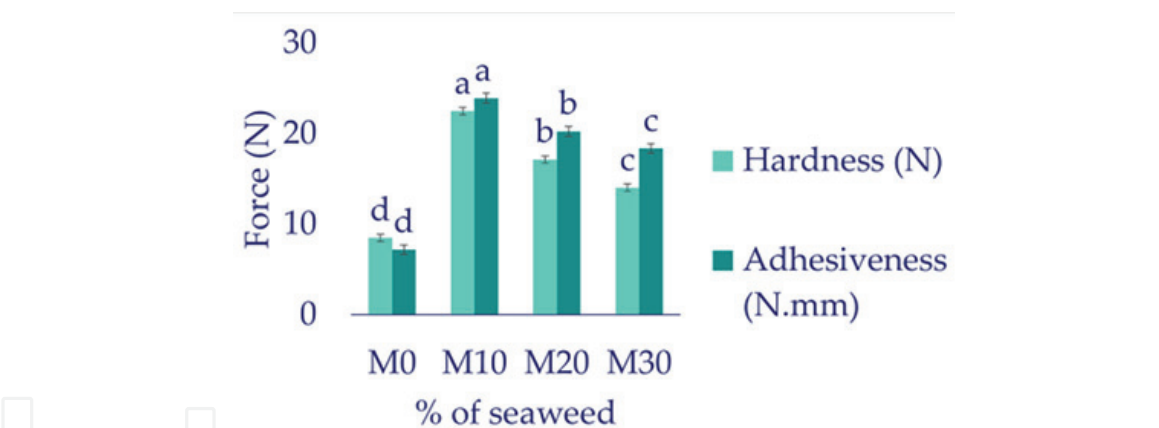 30
a
a
b
b
20
c
c
d
d
10
0
Force (N)
M0 M10 M20 M30
% of seaweed
Hardness (N)
Adhesiveness
(N.mm)